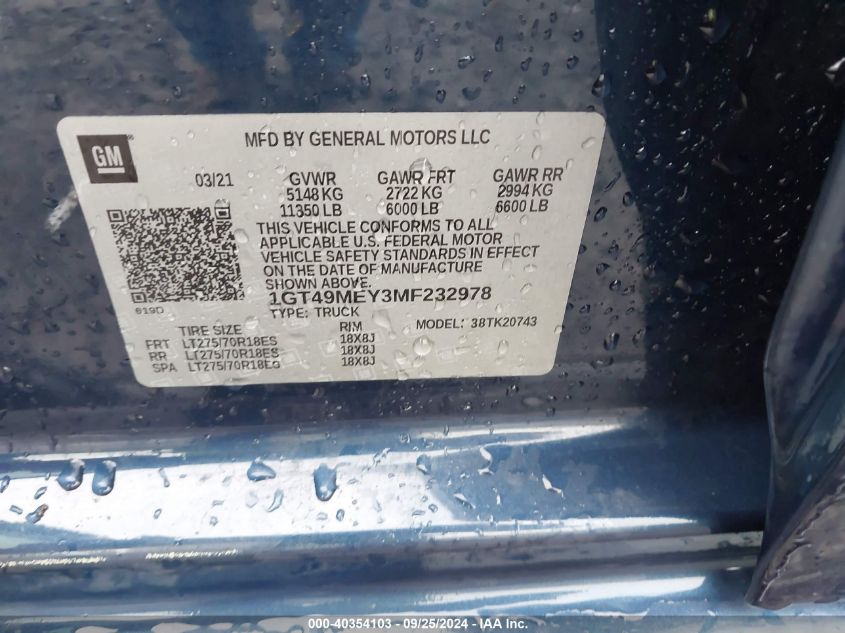 GM
MFD BY GENERAL MOTORS LLC
03/21
GVWR GAWR FRT GAWR RR
5148 KG 2722 KG 2994 KG
11350 LB 6000 LB 6600 LB
THIS VEHICLE CONFORMS TO ALL
APPLICABLE U.S. FEDERAL MOTOR
VEHICLE SAFETY STANDARDS IN EFFECT
ON THE DATE OF MANUFACTURE
SHOWN ABOVE.
1GT49MEY3MF232978
619D
TYPE: TRUCK MODEL: 38TK20743
TIRE SIZE RIM
FRT LT275/70R18ES 18X8J
RR LT275/70R18ES 18X8J
SPA LT275/70R18ES 18X8J
000-40354103 - 09/25/2024 - IAA Inc.